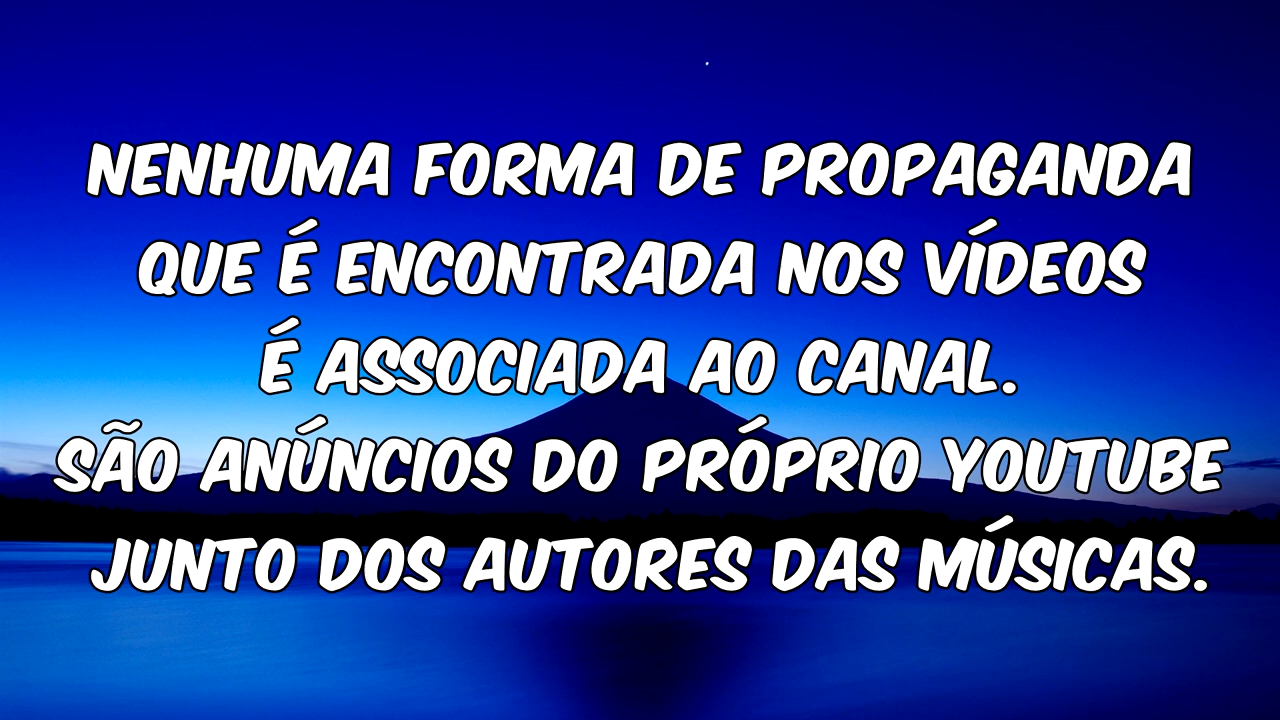 NENHUMA FORMA DE PROPAGANDA
QUE É ENCONTRADA NOS VÍDEOS
É ASSOCIADA AO CANAL.
SÃO ANÚNCIOS DO PRÓPRIO YOUTUBE
JUNTO DOS AUTORES DAS MÚSICAS.